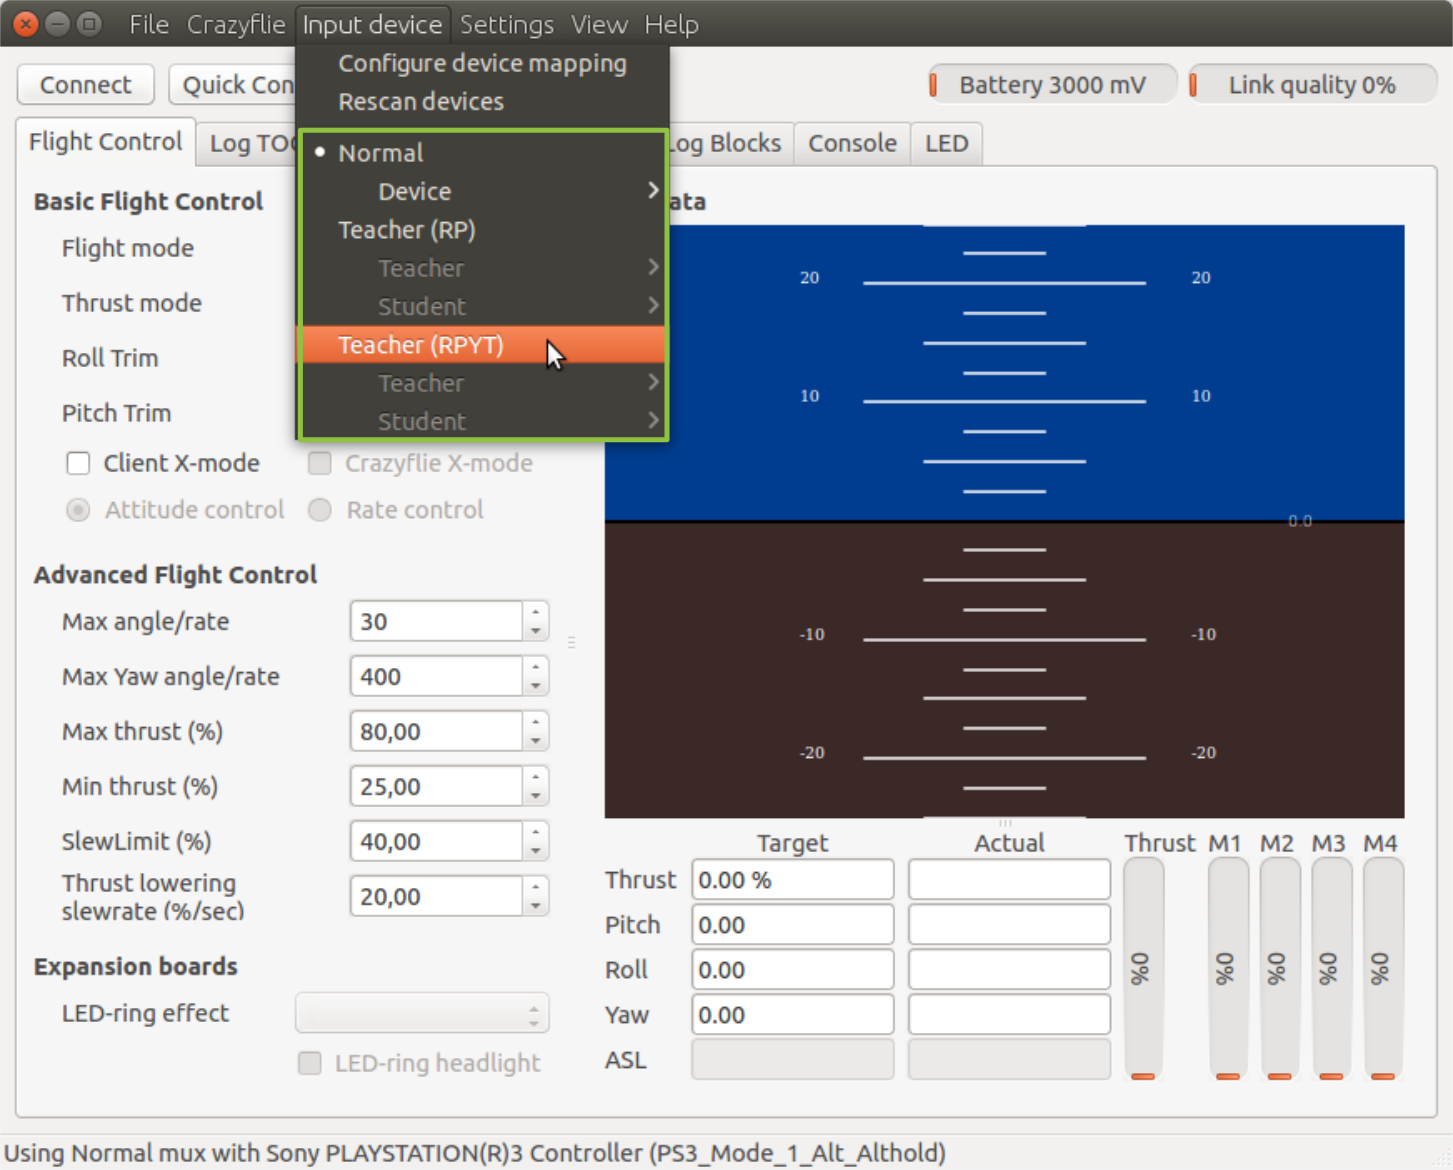 File Crazyflie Input device Settings View Help
Configure device mapping
Rescan devices
Normal
Device
Teacher (RP)
Teacher
Student
Teacher (RPYT)
Teacher
Student
Connect Quick Con Battery 3000 mV Link quality 0%
Flight Control Log TO Log Blocks Console LED
Basic Flight Control ata
Flight mode
Thrust mode
Roll Trim
Pitch Trim
Client X-mode Crazyflie X-mode
Attitude control Rate control
Advanced Flight Control
Max angle/rate 30
Max Yaw angle/rate 400
Max thrust (%) 80,00
Min thrust (%) 25,00
SlewLimit (%) 40,00
Thrust lowering
slewrate (%/sec) 20,00
Expansion boards
LED-ring effect
LED-ring headlight
20 20
10 10
0.0
-10 -10
-20 -20
Target Actual Thrust M1 M2 M3 M4
Thrust 0.00 %
Pitch 0.00
Roll 0.00
Yaw 0.00
ASL
0% 0% 0% 0% 0%
Using Normal mux with Sony PLAYSTATION(R)3 Controller (PS3_Mode_1_Alt_Althold)